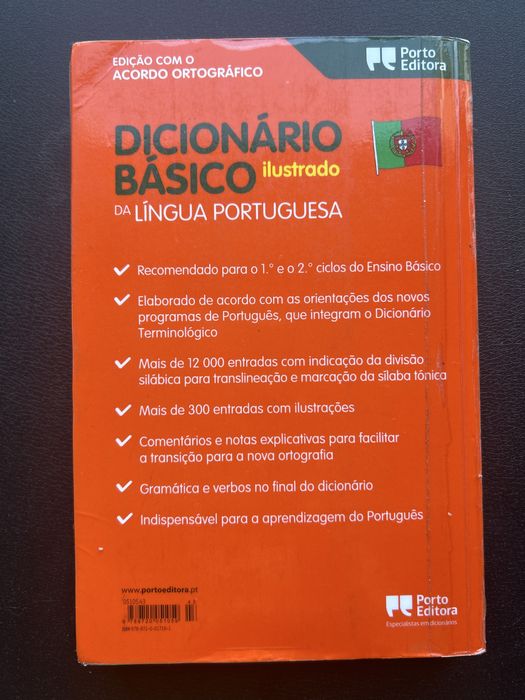 EDIÇÃO COM O
ACORDO ORTOGRÁFICO
Porto
Editora
DICIONÁRIO
BÁSICO ilustrado
DA LÍNGUA PORTUGUESA
Recomendado para o 1.º e o 2.º ciclos do Ensino Básico
Elaborado de acordo com as orientações dos novos
programas de Português, que integram o Dicionário
Terminológico
Mais de 12 000 entradas com indicação da divisão
silábica para translineação e marcação da sílaba tónica
Mais de 300 entradas com ilustrações
Comentários e notas explicativas para facilitar
a transição para a nova ortografia
Gramática e verbos no final do dicionário
Indispensável para a aprendizagem do Português
www.portoeditora.pt
Porto
Editora
Especialistas em dicionários